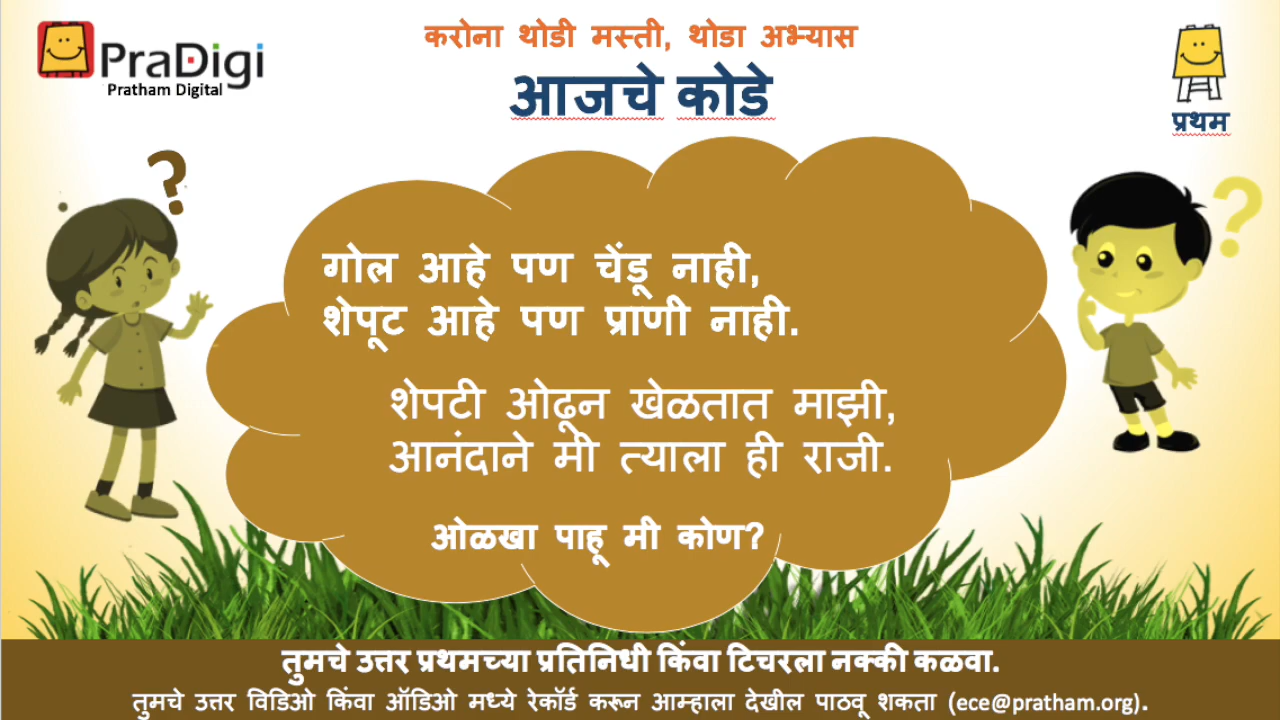 करोना थोडी मस्ती, थोडा अभ्यास
PraDigi
Pratham Digital
आजचे कोडे
प्रथम
?
?
गोल आहे पण चेंडू नाही,
शेपूट आहे पण प्राणी नाही.
शेपटी ओढून खेळतात माझी,
आनंदाने मी त्याला ही राजी.
ओळखा पाहू मी कोण?
तुमचे उत्तर प्रथमच्या प्रतिनिधी किंवा टिचरला नक्की कळवा.
तुमचे उत्तर विडिओ किंवा ऑडिओ मध्ये रेकॉर्ड करून आम्हाला देखील पाठवू शकता (ece@pratham.org).